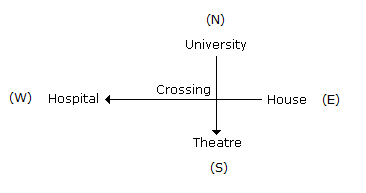 (N)
University
Crossing
(W) Hospital House (E)
Theatre
(S)